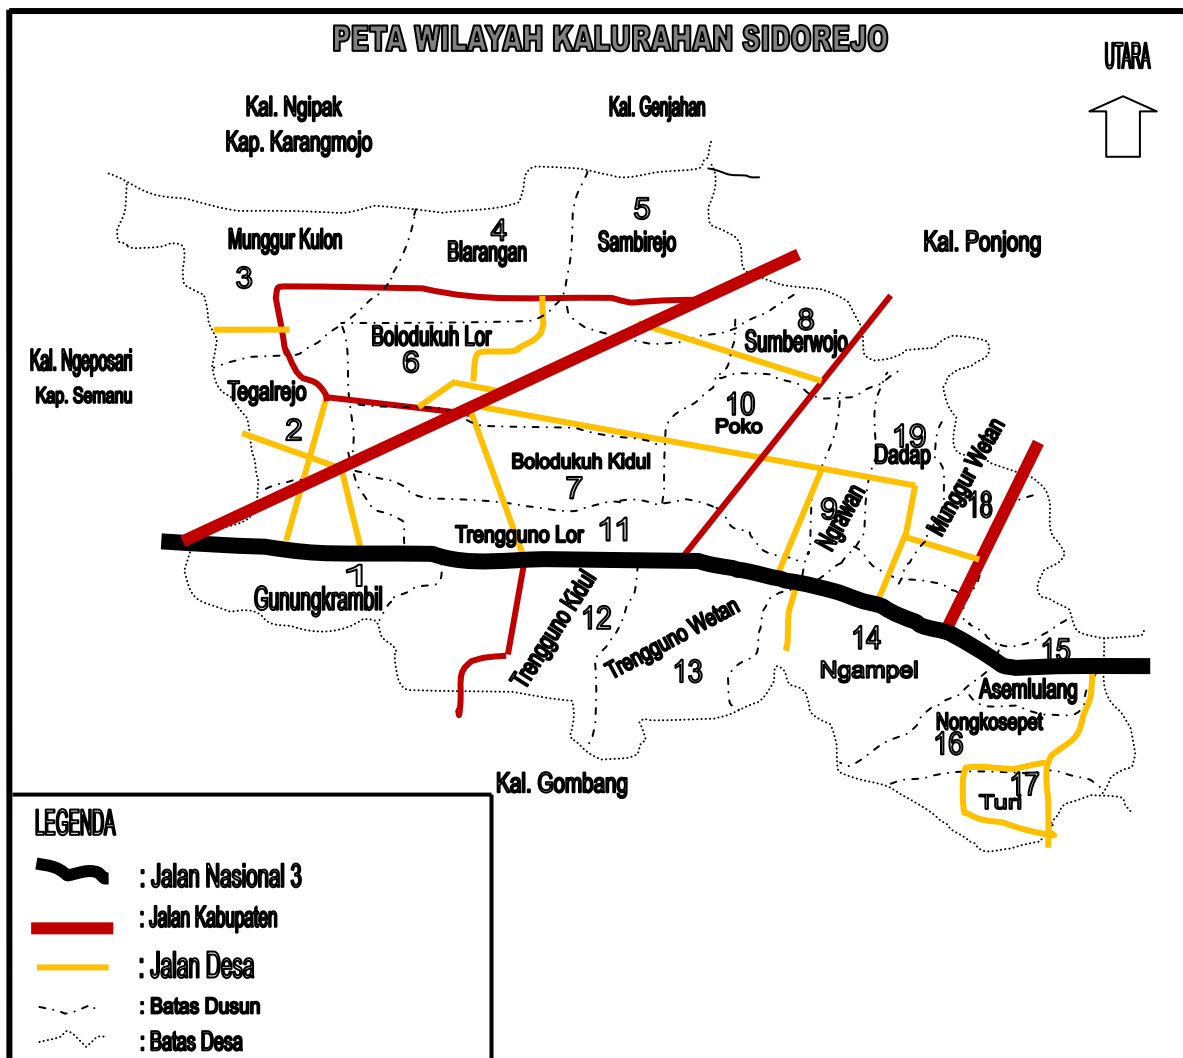 PETA WILAYAH KALURAHAN SIDOREJO
UTARA
Kal. Ngipak
Kap. Karangmojo
Kal. Genjahan
Kal. Ponjong
Kal. Ngeposari
Kap. Semanu
Munggur Kulon
3
4
Blarangan
5
Sambirejo
Bolodukuh Lor
6
8
Sumberwojo
Tegalrejo
2
10
Poko
19
Dadap
Munggur Wetan
18
Bolodukuh Kidul
7
9
Ngrawan
Trengguno Lor
11
1
Gunungkrambil
Trengguno Kidul
12
Trengguno Wetan
13
14
Ngampel
15
Asemlulang
Nongkosepet
16
17
Turi
Kal. Gombang
LEGENDA
: Jalan Nasional 3
: Jalan Kabupaten
: Jalan Desa
: Batas Dusun
: Batas Desa